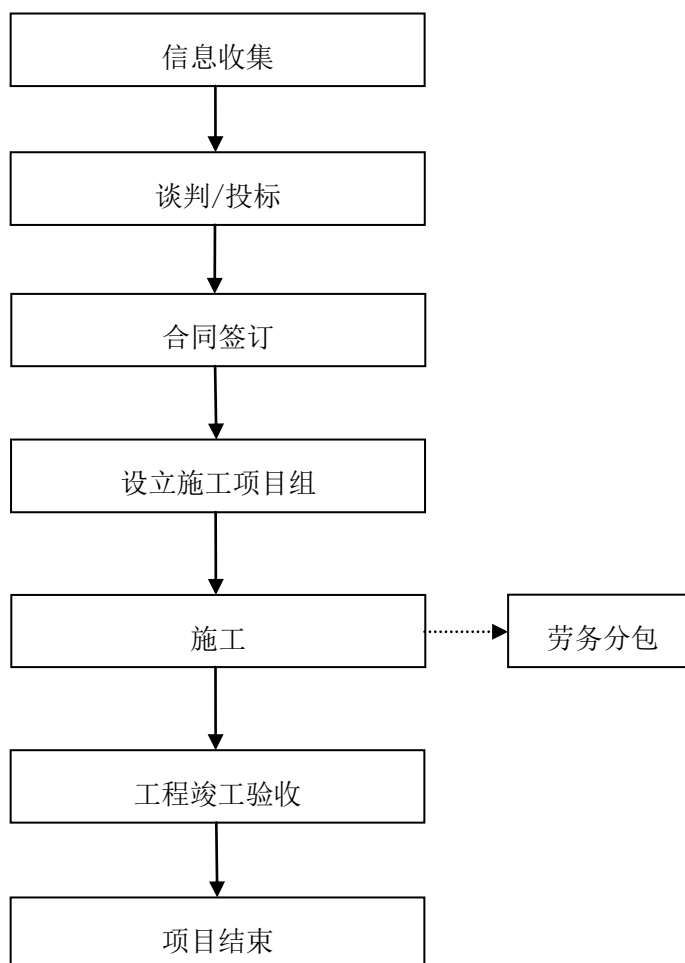 信息收集
谈判/投标
合同签订
设立施工项目组
施工
劳务分包
工程竣工验收
项目结束